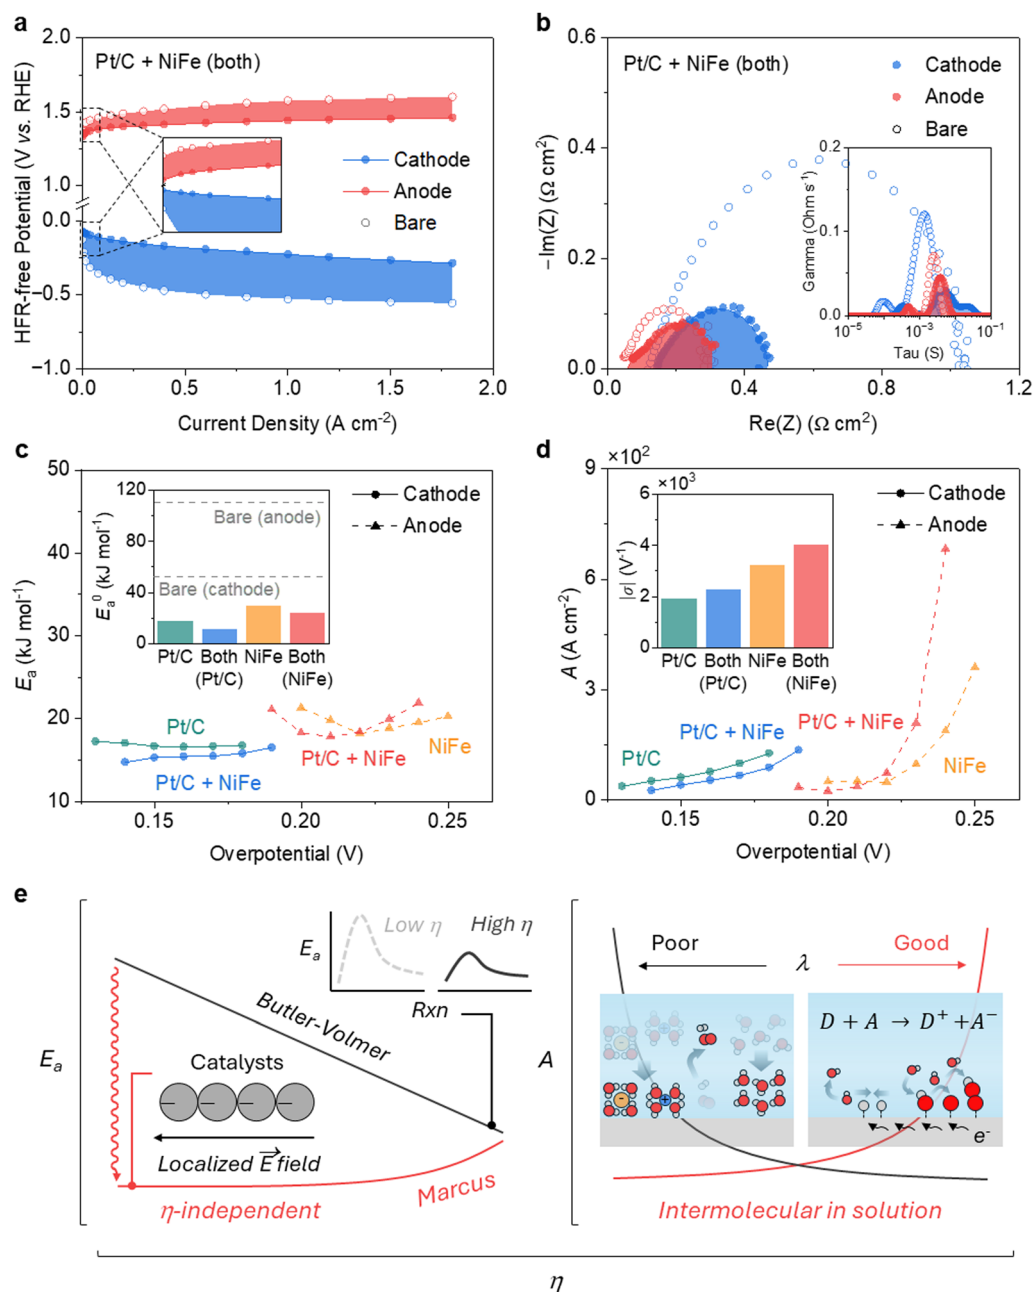 a
Pt/C + NiFe (both)
HFR-free Potential (V vs. RHE)
2.0
1.5
1.0
0.0
−0.5
−1.0
Cathode
Anode
Bare
0.0
0.5
1.0
1.5
2.0
Current Density (A cm-2)
b
Pt/C + NiFe (both)
−Im(Z) (Ω cm2)
0.6
0.4
0.2
0.0
Cathode
Anode
Bare
Gamma (Ohm s-1)
0.20
0.15
0.10
0.05
0.00
10−5
10−3
10−1
Tau (S)
0.0
0.4
0.8
1.2
Re(Z) (Ω cm2)
c
Ea (kJ mol-1)
50
40
30
20
10
Cathode
Anode
Ea0 (kJ mol-1)
120
80
40
0
Bare (anode)
Bare (cathode)
Pt/C Both NiFe Both
(Pt/C) (NiFe)
Pt/C
Pt/C + NiFe
Pt/C + NiFe
NiFe
0.15
0.20
0.25
Overpotential (V)
d
×10²
A (A cm-2)
9
6
3
0
Cathode
Anode
×10³
|σ| (V-1)
6
4
2
0
Pt/C Both NiFe Both
(Pt/C) (NiFe)
Pt/C
Pt/C + NiFe
Pt/C + NiFe
NiFe
0.15
0.20
0.25
Overpotential (V)
e
Ea
Ea
Low η
High η
Rxn
Butler-Volmer
Catalysts
Localized E field
Marcus
η-independent
A
Poor
λ
Good
D + A → D+ +A−
e-
Intermolecular in solution
η